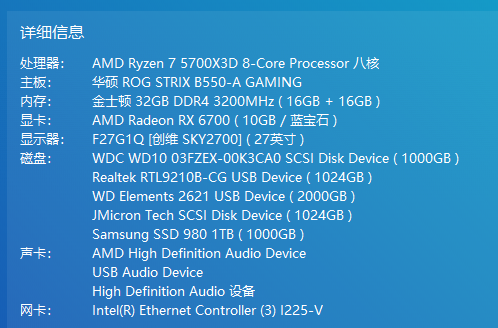 详细信息
处理器: AMD Ryzen 7 5700X3D 8-Core Processor 八核
主板: 华硕 ROG STRIX B550-A GAMING
内存: 金士顿 32GB DDR4 3200MHz ( 16GB + 16GB )
显卡: AMD Radeon RX 6700 ( 10GB / 蓝宝石 )
显示器: F27G1Q [创维 SKY2700] ( 27英寸 )
磁盘: WDC WD10 03FZEX-00K3CA0 SCSI Disk Device ( 1000GB )
Realtek RTL9210B-CG USB Device ( 1024GB )
WD Elements 2621 USB Device ( 2000GB )
JMicron Tech SCSI Disk Device ( 1024GB )
Samsung SSD 980 1TB ( 1000GB )
声卡: AMD High Definition Audio Device
USB Audio Device
High Definition Audio 设备
网卡: Intel(R) Ethernet Controller (3) I225-V